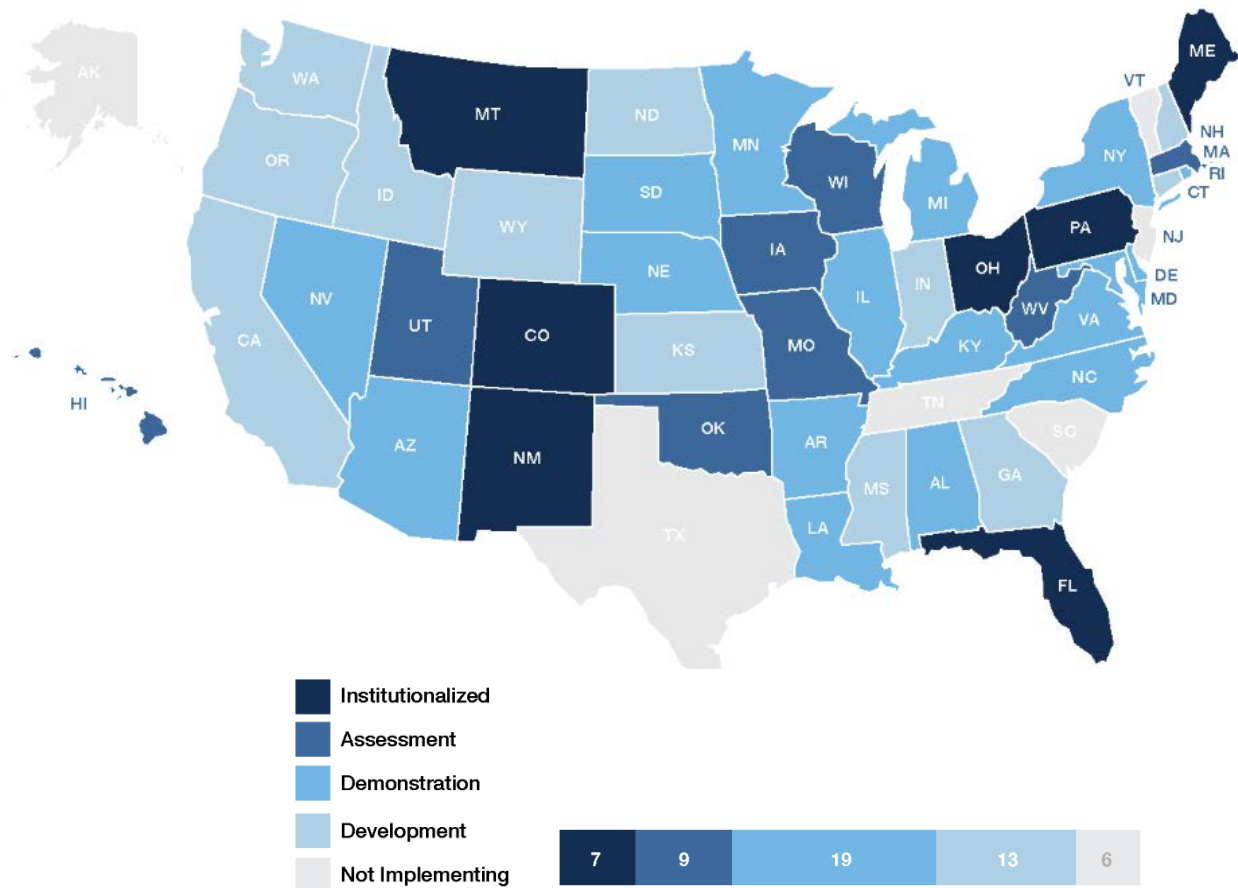 AK
WA
MT
ND
MN
VT
ME
NH
MA
RI
CT
NY
OR
ID
SD
WI
MI
WY
IA
PA
NJ
NE
OH
DE
MD
NV
UT
CO
IL
IN
WV
VA
CA
KS
MO
KY
HI
NC
AZ
NM
OK
AR
TN
SC
MS
AL
GA
TX
LA
FL
Institutionalized
Assessment
Demonstration
Development
Not Implementing
7 9 19 13 6